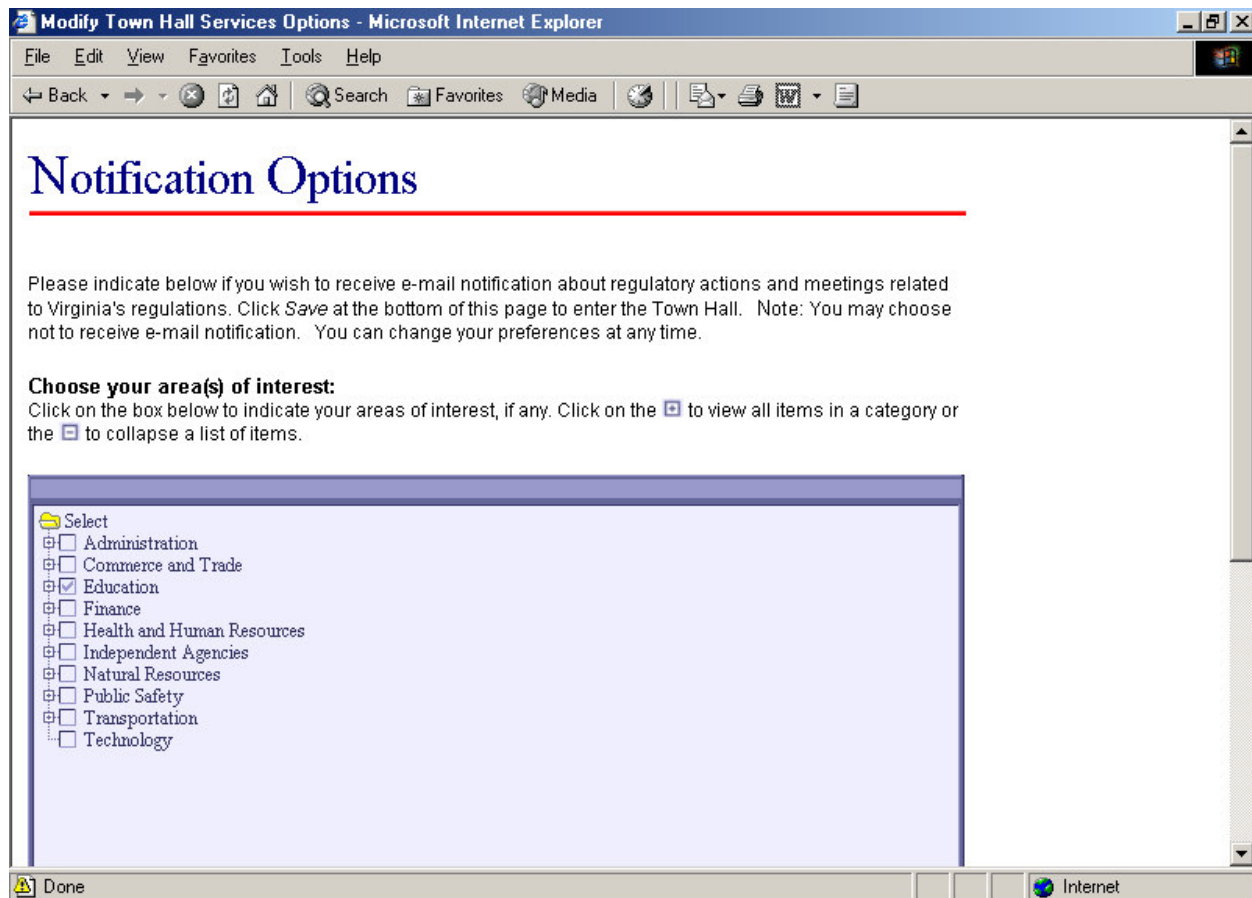 Modify Town Hall Services Options - Microsoft Internet Explorer
File Edit View Favorites Tools Help
Back Search Favorites Media
Notification Options
Please indicate below if you wish to receive e-mail notification about regulatory actions and meetings related
to Virginia's regulations. Click Save at the bottom of this page to enter the Town Hall. Note: You may choose
not to receive e-mail notification. You can change your preferences at any time.
Choose your area(s) of interest:
Click on the box below to indicate your areas of interest, if any. Click on the to view all items in a category or
the to collapse a list of items.
Select
Administration
Commerce and Trade
Education
Finance
Health and Human Resources
Independent Agencies
Natural Resources
Public Safety
Transportation
Technology
Done Internet